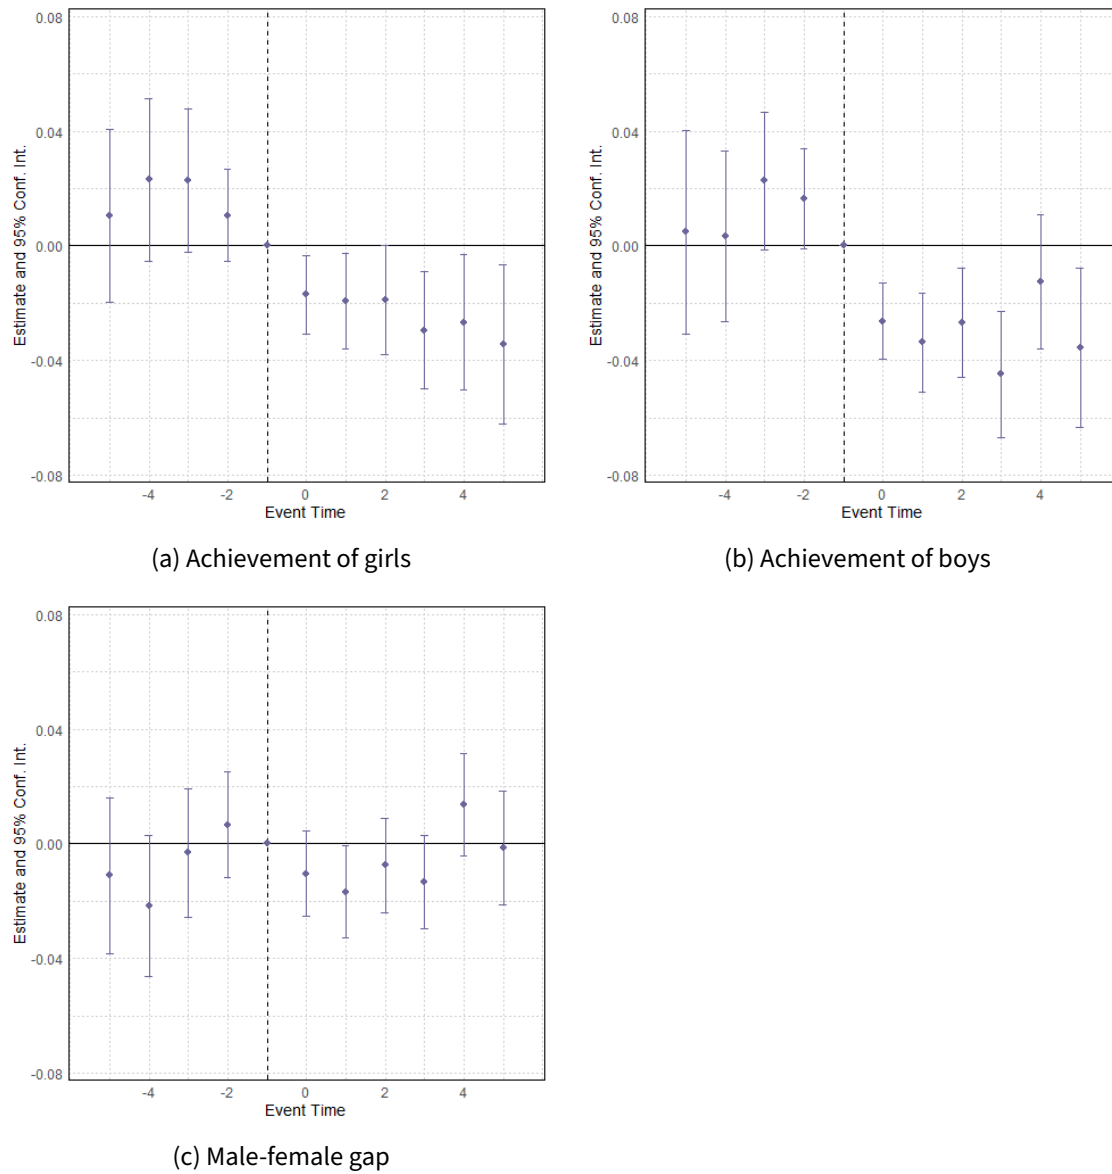 0.08
0.04
0.00
-0.04
-0.08
Estimate and 95% Conf. Int.
-4 -2 0 2 4
Event Time
(a) Achievement of girls
0.08
0.04
0.00
-0.04
-0.08
Estimate and 95% Conf. Int.
-4 -2 0 2 4
Event Time
(b) Achievement of boys
0.08
0.04
0.00
-0.04
-0.08
Estimate and 95% Conf. Int.
-4 -2 0 2 4
Event Time
(c) Male-female gap